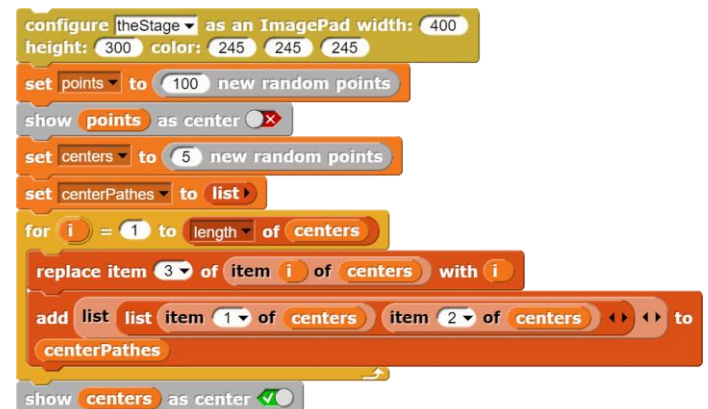 configure theStage as an ImagePad width: 400
height: 300 color: 245 245 245
set points to 100 new random points
show points as center
set centers to 5 new random points
set centerPathes to list
for i = 1 to length of centers
replace item 3 of item i of centers with i
add list list item 1 of centers item 2 of centers to
centerPathes
show centers as center